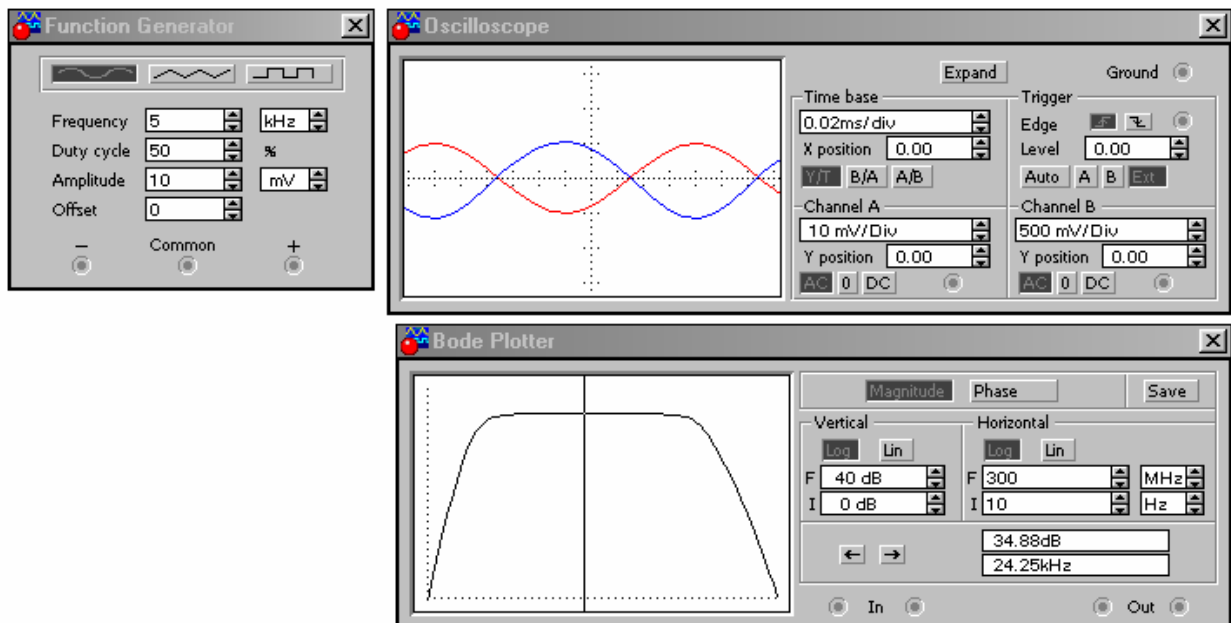 Function Generator
Frequency 5 kHz
Duty cycle 50 %
Amplitude 10 mV
Offset 0
− Common +
Oscilloscope
Expand Ground
Time base
0.02ms/div
X position 0.00
Y/T B/A A/B
Trigger
Edge
Level 0.00
Auto A B Ext
Channel A
10 mV/Div
Y position 0.00
AC 0 DC
Channel B
500 mV/Div
Y position 0.00
AC 0 DC
Bode Plotter
Magnitude Phase Save
Vertical
Log Lin
F 40 dB
I 0 dB
Horizontal
Log Lin
F 300 MHz
I 10 Hz
← →
34.88dB
24.25kHz
In Out